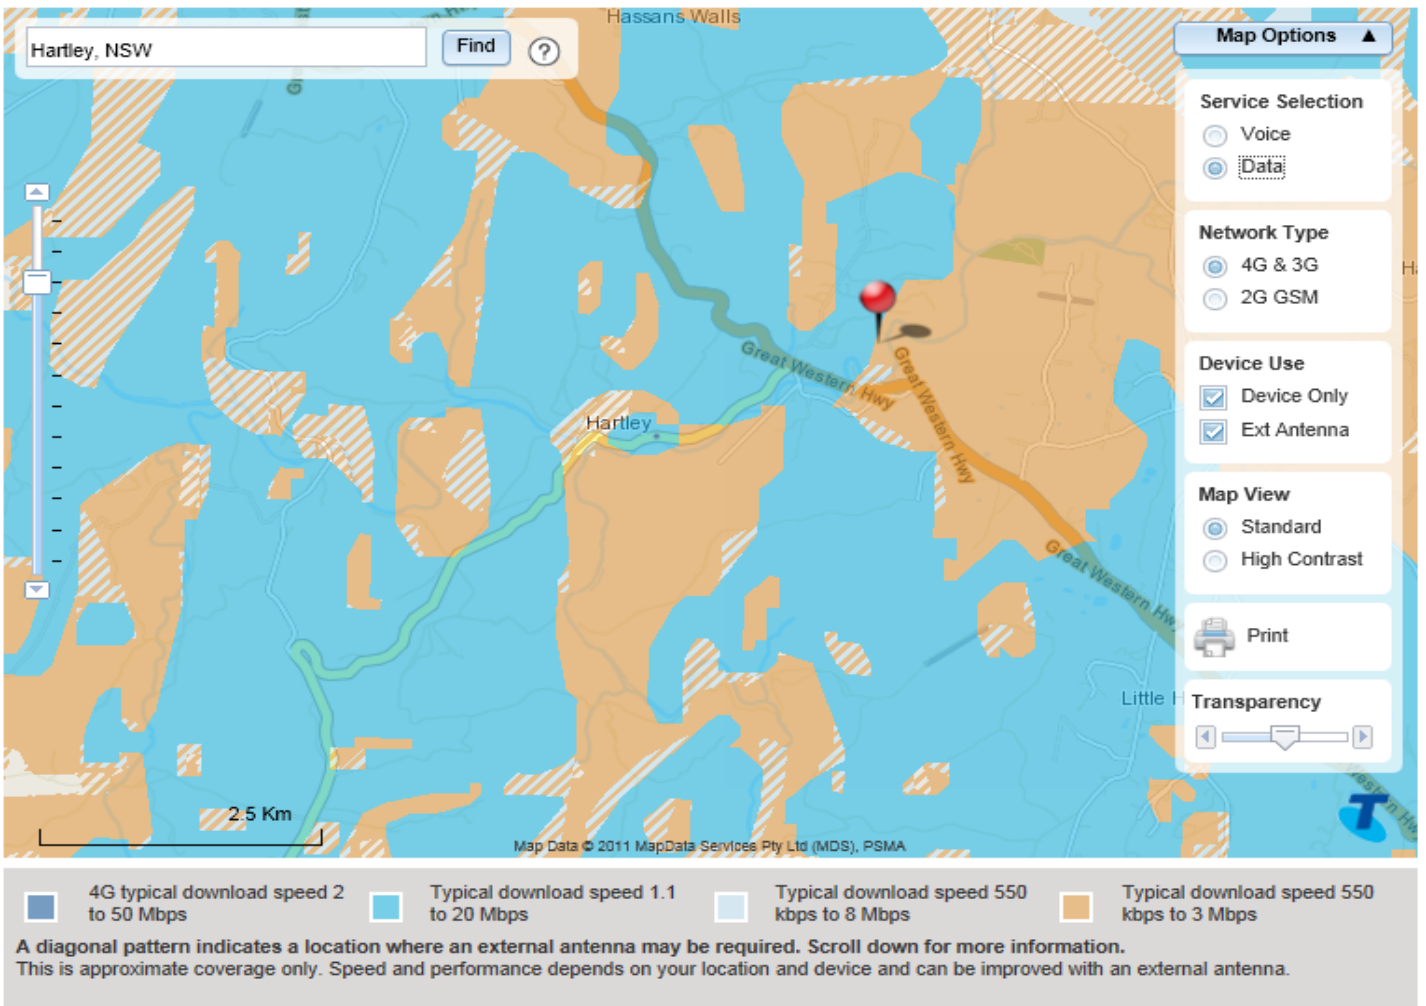 Hassans Walls
Hartley, NSW
Find
?
Map Options ▲
Service Selection
Voice
Data
Network Type
4G & 3G
2G GSM
Device Use
Device Only
Ext Antenna
Map View
Standard
High Contrast
Print
Transparency
Great Western Hwy
Great Western Hwy
Hartley
Great Western Hwy
Little H
Western Hw
2.5 Km
T
Map Data © 2011 MapData Services Pty Ltd (MDS), PSMA
4G typical download speed 2
to 50 Mbps
Typical download speed 1.1
to 20 Mbps
Typical download speed 550
kbps to 8 Mbps
Typical download speed 550
kbps to 3 Mbps
A diagonal pattern indicates a location where an external antenna may be required. Scroll down for more information.
This is approximate coverage only. Speed and performance depends on your location and device and can be improved with an external antenna.